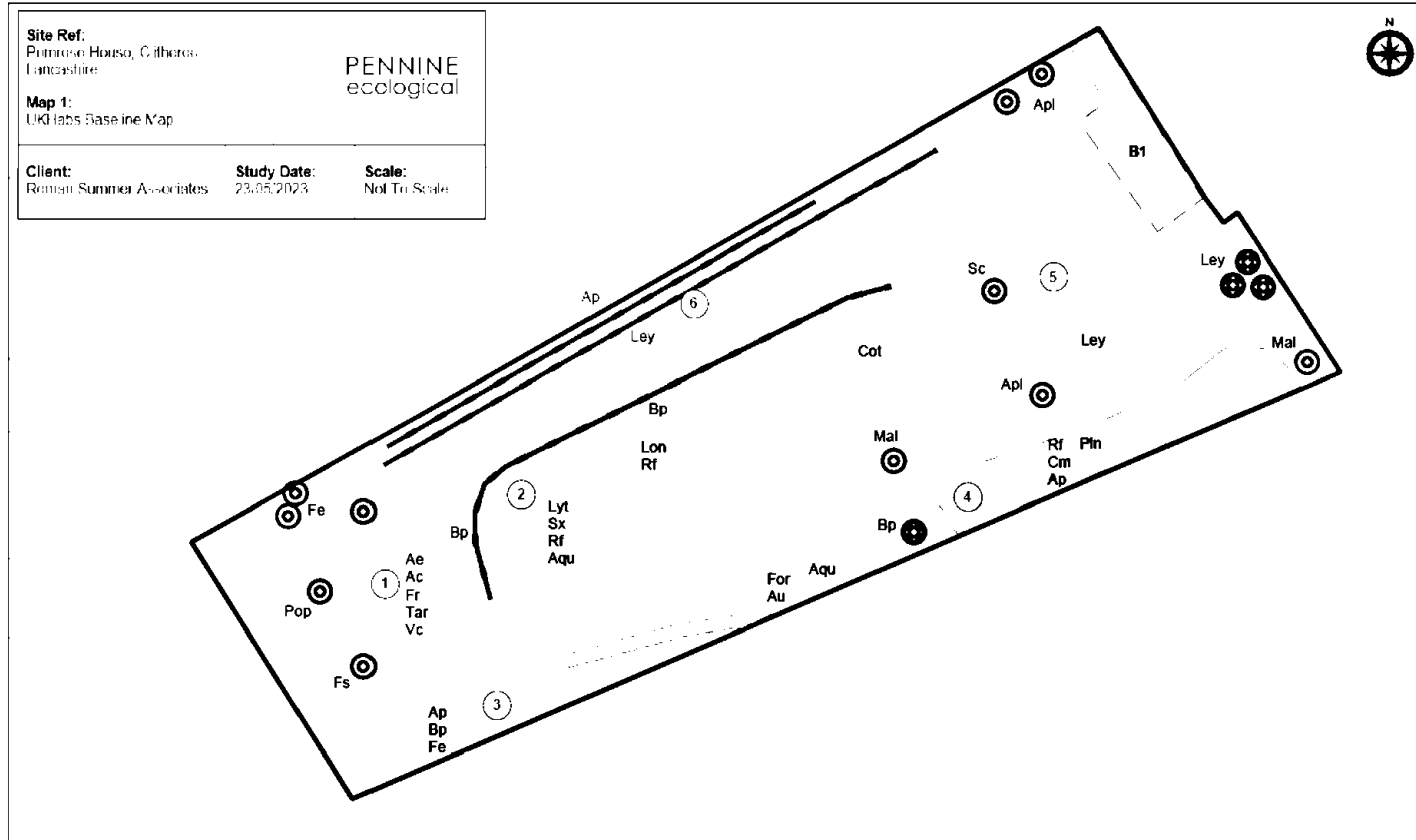 Site Ref:
Primrose House, Clitheroe
Lancashire
PENNINE
ecological
Map 1:
UKHabs Baseline Map
Client:
Roman Summer Associates
Study Date:
23/05/2023
Scale:
Not To Scale
N
Apl
B1
Ley
Sc
5
Ap
6
Ley
Cot
Ley
Mal
Apl
Bp
Mal
Lon
Rf
Rf Pln
Cm
Ap
2
4
Lyt
Sx
Rf
Aqu
Fe
Bp
Bp
1
Ae
Ac
Fr
Tar
Vc
Aqu
For
Au
Pop
Fs
3
Ap
Bp
Fe